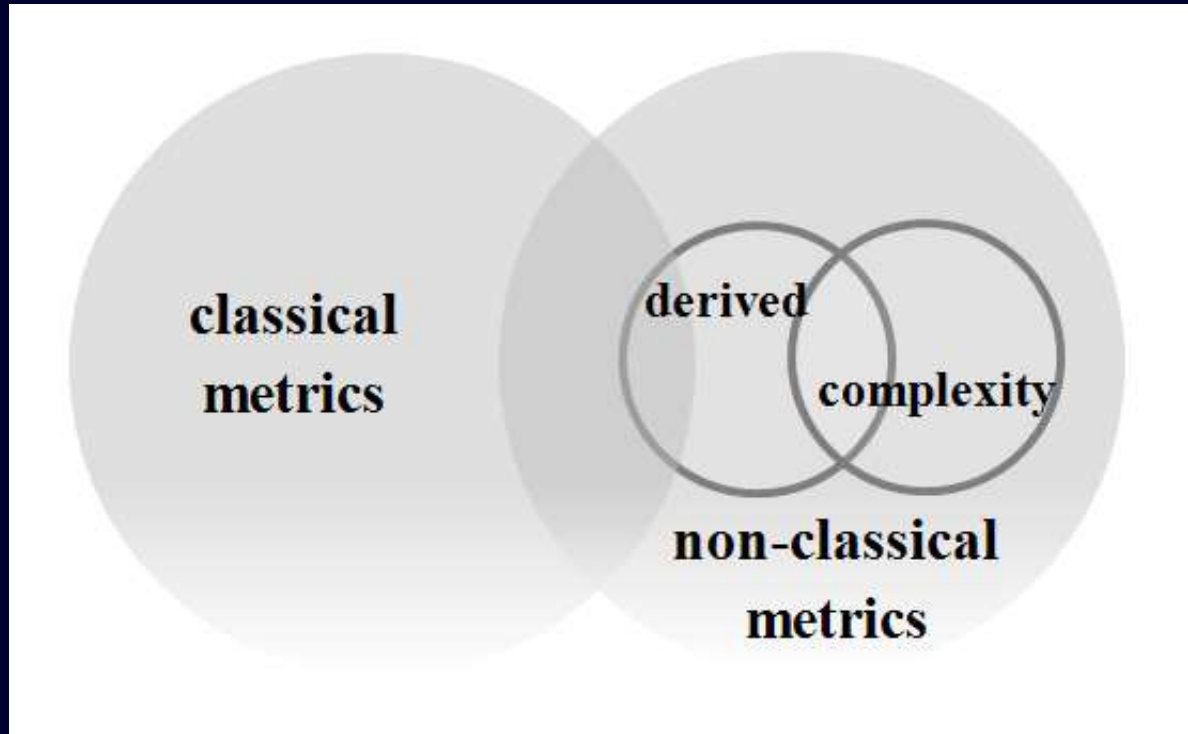 classical
metrics
derived
complexity
non-classical
metrics